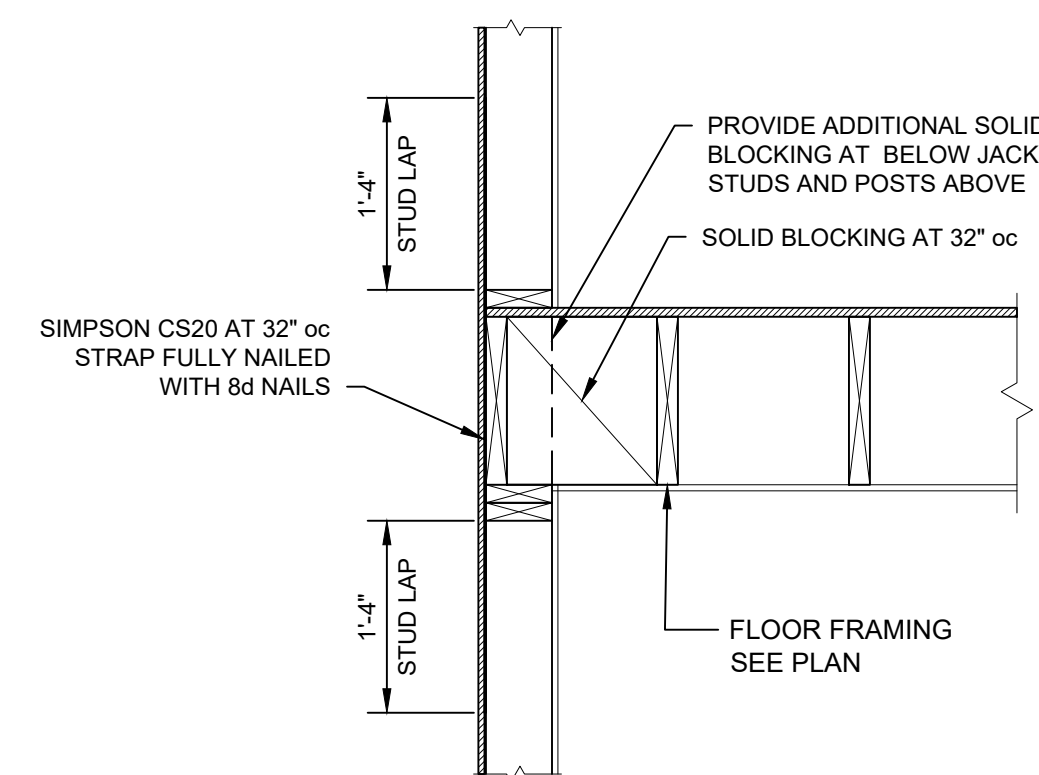 1'-4"
STUD LAP
PROVIDE ADDITIONAL SOLID
BLOCKING AT BELOW JACK
STUDS AND POSTS ABOVE
SOLID BLOCKING AT 32" oc
SIMPSON CS20 AT 32" oc
STRAP FULLY NAILED
WITH 8d NAILS
1'-4"
STUD LAP
FLOOR FRAMING
SEE PLAN